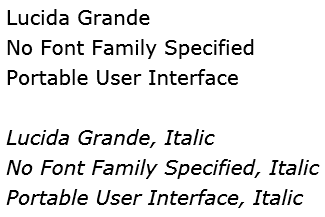 Lucida Grande
No Font Family Specified
Portable User Interface
Lucida Grande, Italic
No Font Family Specified, Italic
Portable User Interface, Italic